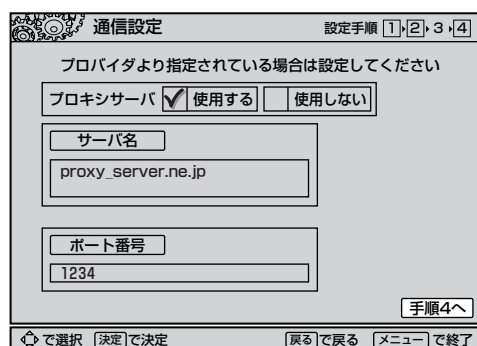 通信設定 設定手順 1 2 3 4
プロバイダより指定されている場合は設定してください
プロキシサーバ 使用する 使用しない
サーバ名
proxy_server.ne.jp
ポート番号
1234
手順4へ
で選択 決定で決定 戻るで戻る メニューで終了